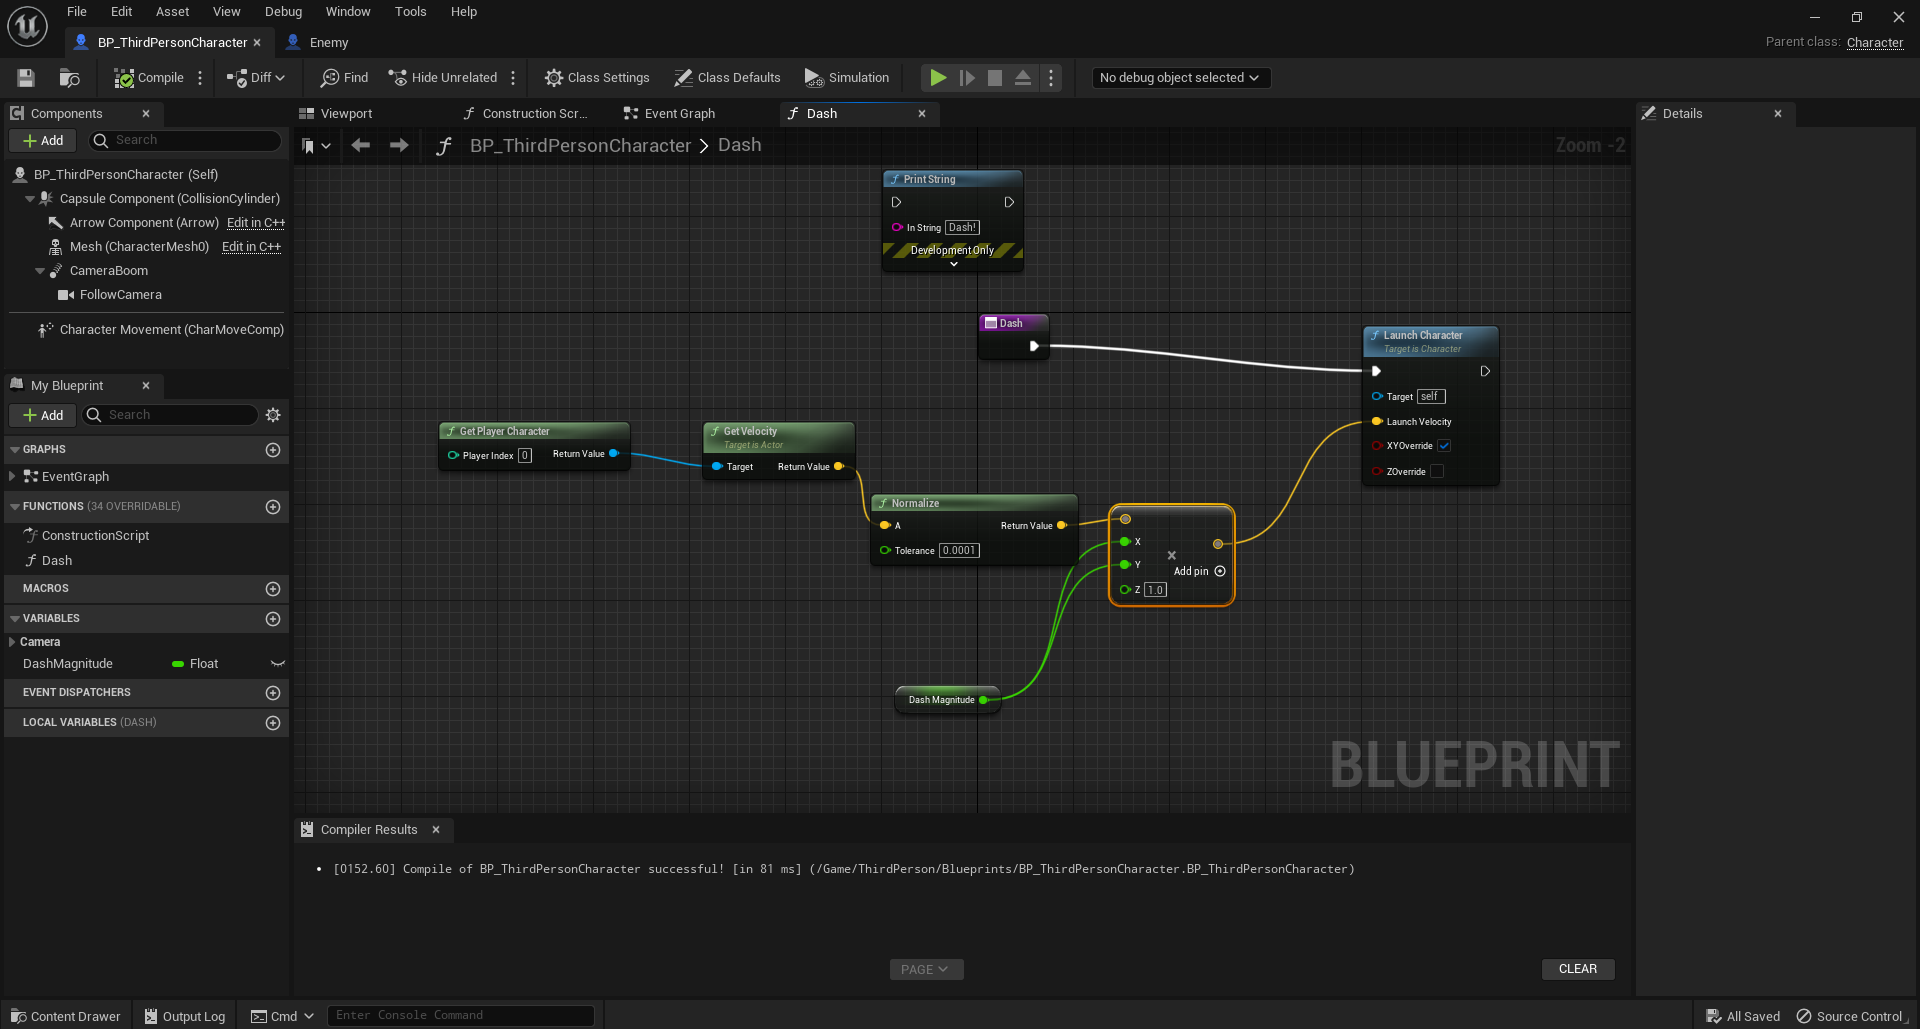 File Edit Asset View Debug Window Tools Help
BP_ThirdPersonCharacter Enemy
Parent class: Character
Compile Diff Find Hide Unrelated Class Settings Class Defaults Simulation No debug object selected
Components
Add Search
BP_ThirdPersonCharacter (Self)
Capsule Component (CollisionCylinder)
Arrow Component (Arrow) Edit in C++
Mesh (CharacterMesh0) Edit in C++
CameraBoom
FollowCamera
Character Movement (CharMoveComp)
My Blueprint
Add Search
GRAPHS
EventGraph
FUNCTIONS (34 OVERRIDABLE)
ConstructionScript
Dash
MACROS
VARIABLES
Camera
DashMagnitude Float
EVENT DISPATCHERS
LOCAL VARIABLES (DASH)
Viewport Construction Scr... Event Graph Dash
BP_ThirdPersonCharacter > Dash
Zoom -2
Print String
In String Dash!
Development Only
Dash
Launch Character
Target is Character
Target self
Launch Velocity
XYOverride
ZOverride
Get Player Character
Player Index 0 Return Value
Get Velocity
Target is Actor
Target Return Value
Normalize
A Return Value
Tolerance 0.0001
X
Y
Add pin
Z 1.0
Dash Magnitude
BLUEPRINT
Compiler Results
[0152.60] Compile of BP_ThirdPersonCharacter successful! [in 81 ms] (/Game/ThirdPerson/Blueprints/BP_ThirdPersonCharacter.BP_ThirdPersonCharacter)
PAGE
CLEAR
Details
Content Drawer Output Log Cmd Enter Console Command All Saved Source Control